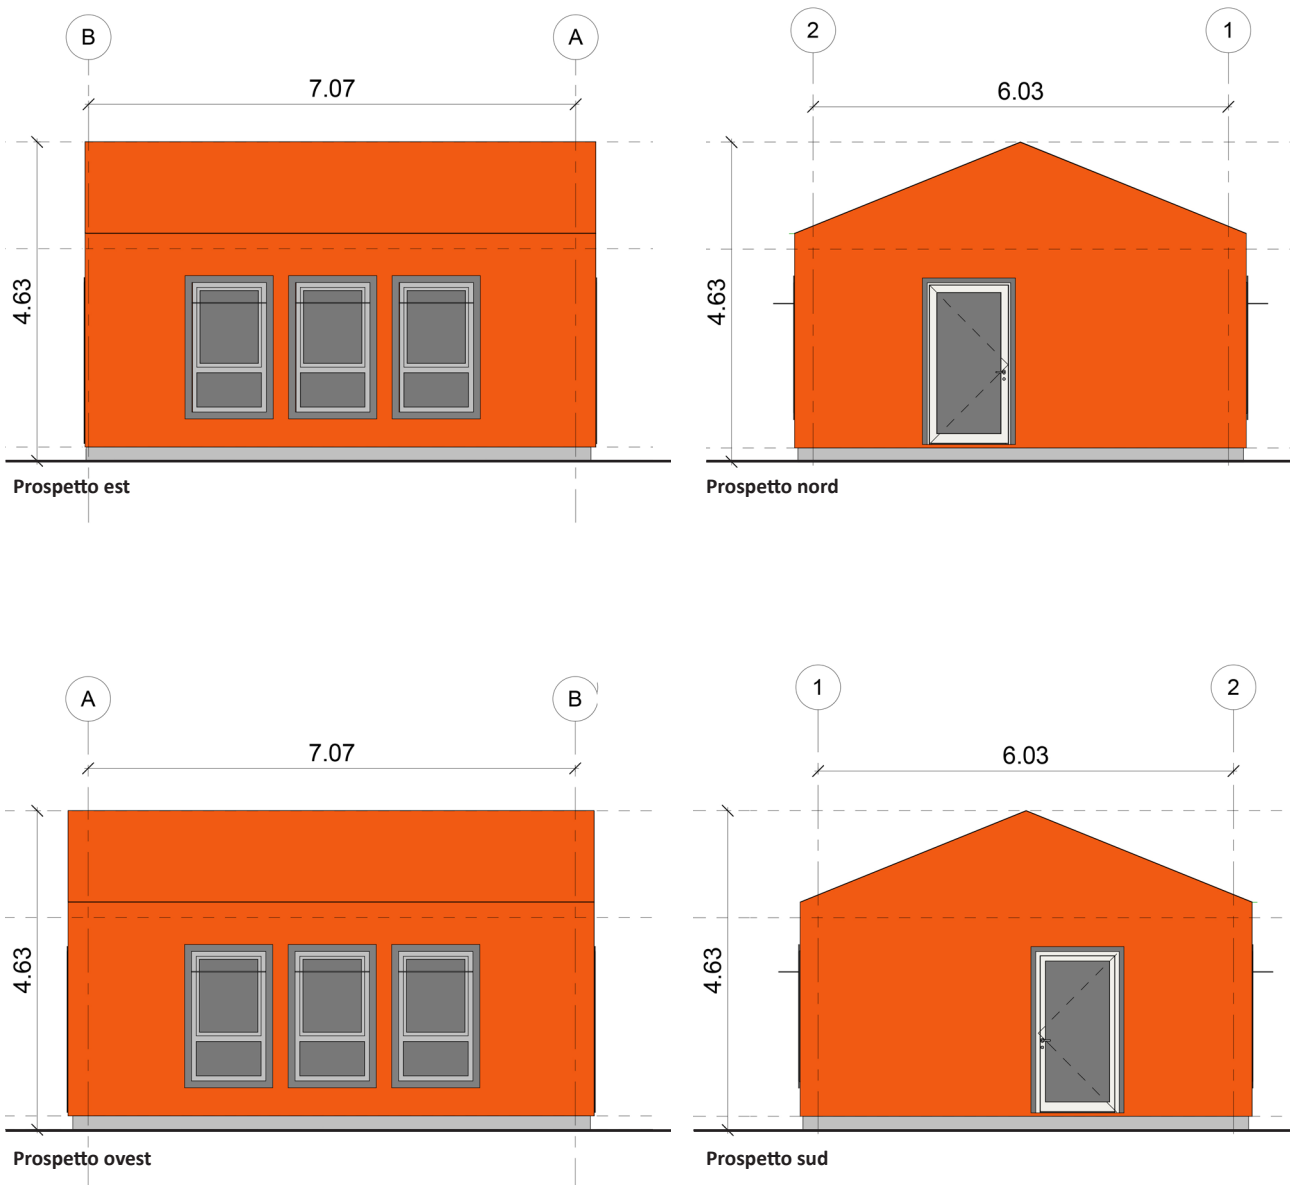 B
A
7.07
4.63
Prospetto est
2
1
6.03
4.63
Prospetto nord
A
B
7.07
4.63
Prospetto ovest
1
2
6.03
4.63
Prospetto sud